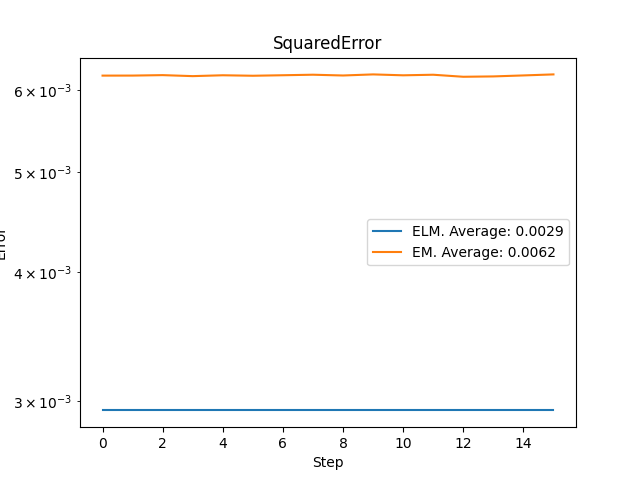 SquaredError
6 × 10⁻³
5 × 10⁻³
4 × 10⁻³
3 × 10⁻³
Error
ELM. Average: 0.0029
EM. Average: 0.0062
0 2 4 6 8 10 12 14
Step